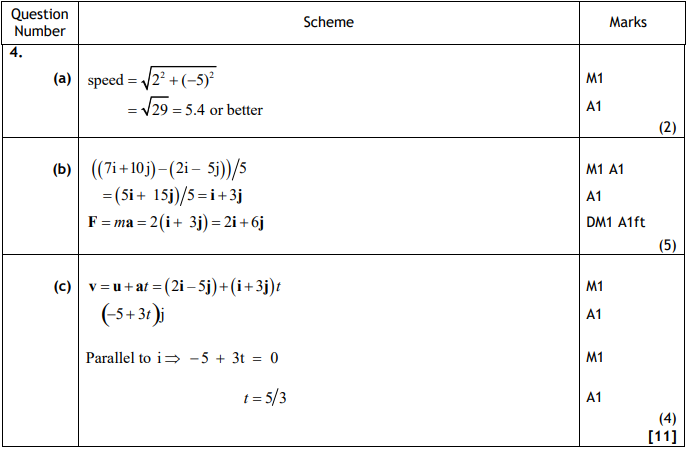 Question Number Scheme Marks
4.
(a) speed = √(2² + (−5)²) M1
= √29 = 5.4 or better A1
(2)
(b) ((7i + 10j) − (2i − 5j))/5 M1 A1
= (5i + 15j)/5 = i + 3j A1
F = ma = 2(i + 3j) = 2i + 6j DM1 A1ft
(5)
(c) v = u + at = (2i − 5j) + (i + 3j)t M1
(−5 + 3t)j A1
Parallel to i ⇒ −5 + 3t = 0 M1
t = 5/3 A1
(4)
[11]